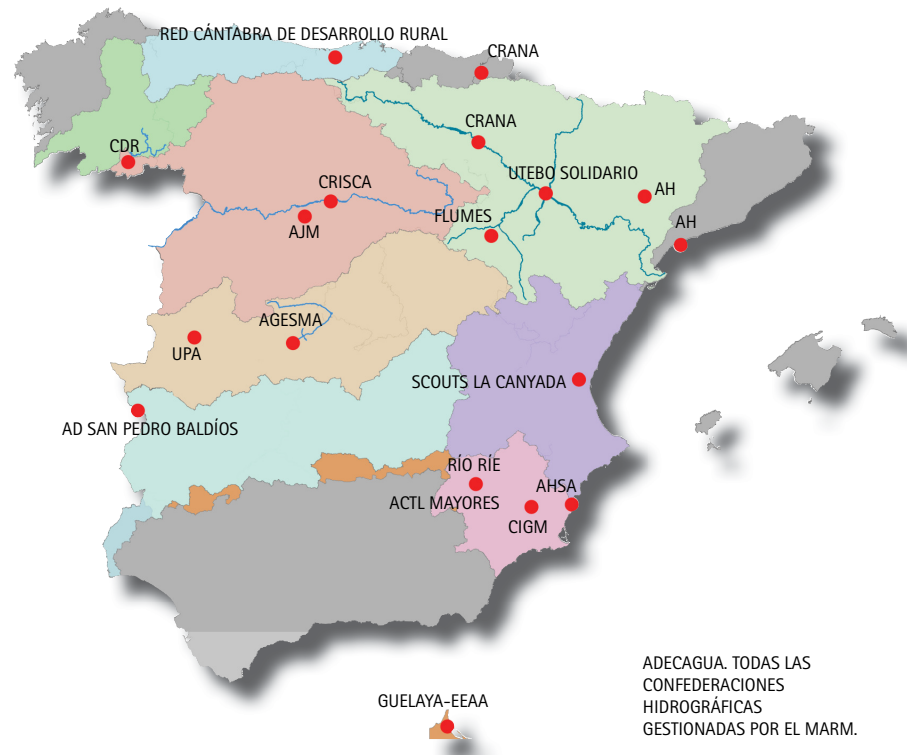 RED CÁNTABRA DE DESARROLLO RURAL
CRANA
CRANA
CDR
UTEBO SOLIDARIO
CRISCA
AH
AJM
FLUMES
AH
AGESMA
UPA
SCOUTS LA CANYADA
AD SAN PEDRO BALDÍOS
RÍO RÍE
AHSA
ACTL MAYORES
CIGM
ADECAGUA. TODAS LAS
CONFEDERACIONES
HIDROGRÁFICAS
GESTIONADAS POR EL MARM.
GUELAYA-EEAA